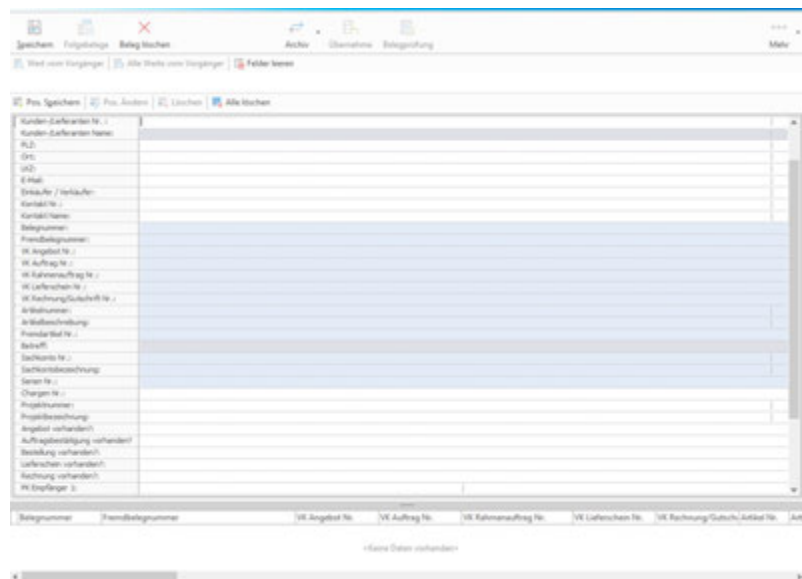 Speichern Folgebelege Beleg löschen Archiv Übernahme Belegprüfung Mehr
Wert vom Vorgänger Alle Werte vom Vorgänger Felder leeren
Pos. Speichern Pos. Ändern Löschen Alle löschen
Kunden-/Lieferanten Nr. :
Kunden-/Lieferanten Name:
PLZ:
Ort:
LKZ:
E-Mail:
Einkäufer / Verkäufer:
Kontakt Nr. :
Kontakt Name:
Belegnummer:
Fremdbelegnummer:
VK Angebot Nr. :
VK Auftrag Nr. :
VK Rahmenauftrag Nr. :
VK Lieferschein Nr. :
VK Rechnung/Gutschrift Nr. :
Artikelnummer:
Artikelbeschreibung:
Fremdartikel Nr. :
Betreff:
Sachkonto Nr. :
Sachkontobezeichnung:
Serien Nr. :
Chargen Nr. :
Projektnummer:
Projektbezeichnung:
Angebot vorhanden?:
Auftragsbestätigung vorhanden?
Bestellung vorhanden?:
Lieferschein vorhanden?:
Rechnung vorhanden?:
Belegnummer Fremdbelegnummer VK Angebot Nr. VK Auftrag Nr. VK Rahmenauftrag Nr. VK Lieferschein Nr. VK Rechnung/Gutsch Artikel Nr. Art
<Keine Daten vorhanden>